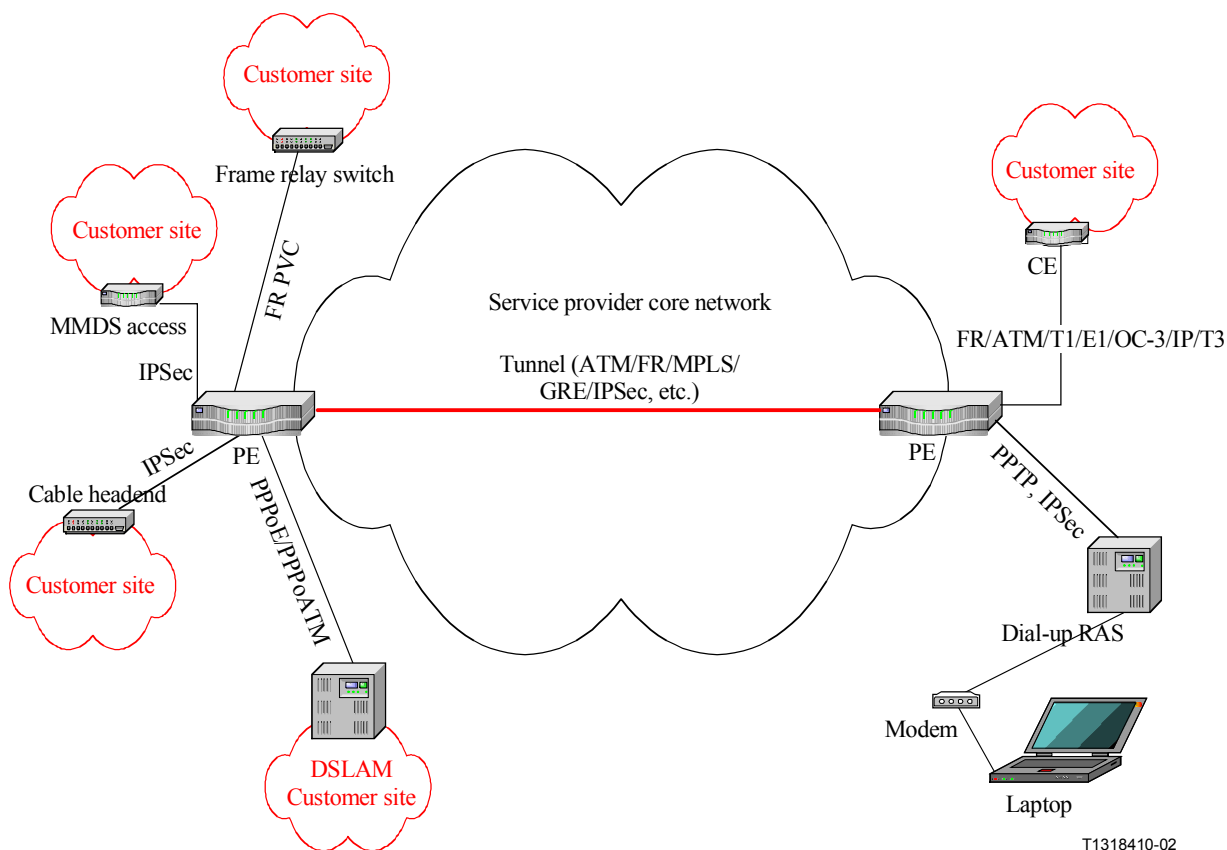 Customer site
Frame relay switch
Customer site
MMDS access
FR PVC
IPSec
Customer site
CE
FR/ATM/T1/E1/OC-3/IP/T3
Service provider core network
Tunnel (ATM/FR/MPLS/
GRE/IPSec, etc.)
PE
PE
IPSec
Cable headend
Customer site
PPPoE/PPPoATM
PPTP, IPSec
Dial-up RAS
Modem
Laptop
DSLAM
Customer site
T1318410-02